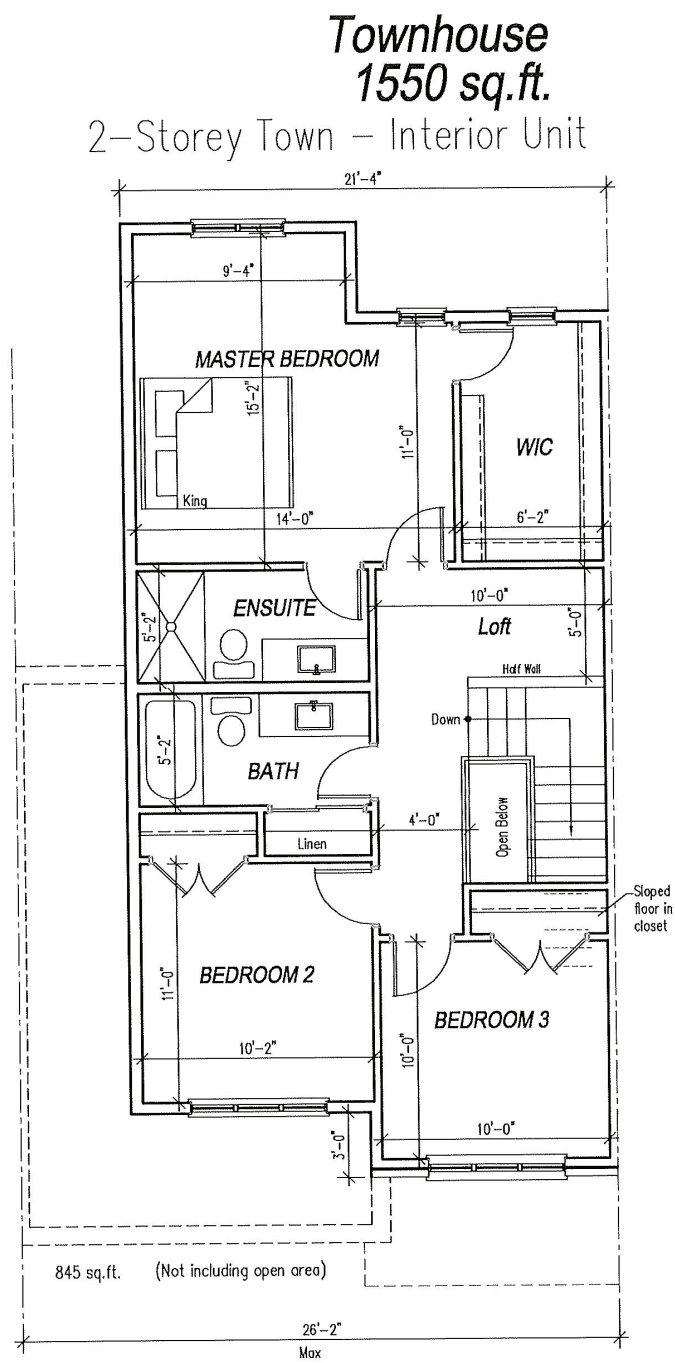 Townhouse
1550 sq.ft.
2-Storey Town - Interior Unit
21'-4"
9'-4"
MASTER BEDROOM
15'-2"
11'-0"
WIC
King
14'-0"
6'-2"
ENSUITE
5'-2"
10'-0"
Loft
5'-0"
Half Wall
Down
5'-2"
BATH
4'-0"
Open Below
Linen
Sloped
floor in
closet
11'-0"
BEDROOM 2
10'-2"
BEDROOM 3
10'-0"
10'-0"
3'-0"
845 sq.ft. (Not including open area)
26'-2"
Max